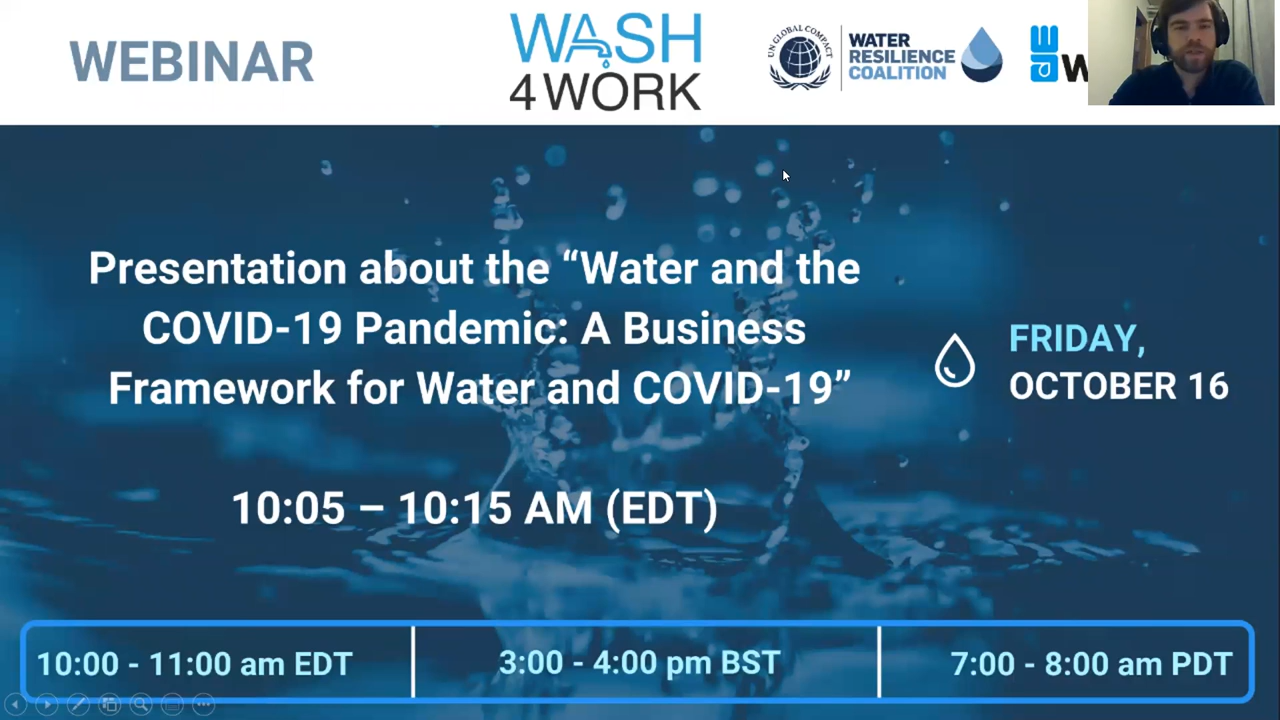 WEBINAR
WASH
4WORK
UN GLOBAL COMPACT
WATER
RESILIENCE
COALITION
W
Presentation about the “Water and the
COVID-19 Pandemic: A Business
Framework for Water and COVID-19”
10:05 – 10:15 AM (EDT)
FRIDAY,
OCTOBER 16
10:00 - 11:00 am EDT
3:00 - 4:00 pm BST
7:00 - 8:00 am PDT